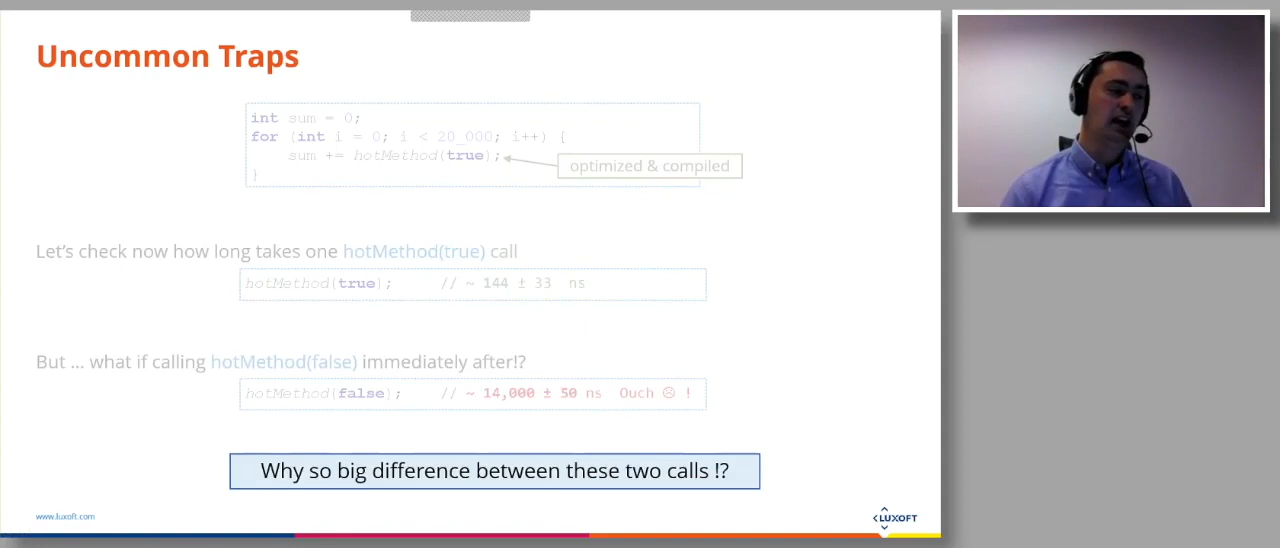 Uncommon Traps
int sum = 0;
for (int i = 0; i < 20_000; i++) {
sum += hotMethod(true);
optimized & compiled
}
Let's check now how long takes one hotMethod(true) call
hotMethod(true); // ~ 144 ± 33 ns
But ... what if calling hotMethod(false) immediately after!?
hotMethod(false); // ~ 14,000 ± 50 ns Ouch ☹ !
Why so big difference between these two calls !?
www.luxoft.com
LUXOFT